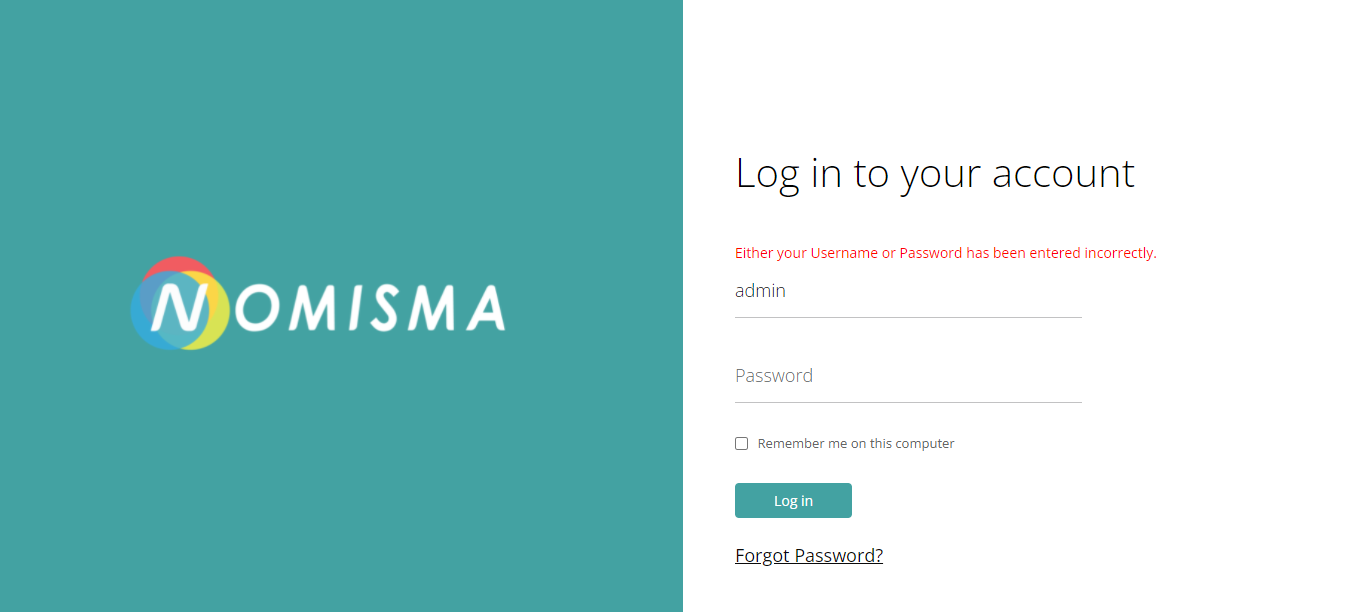 NOMISMA
Log in to your account
Either your Username or Password has been entered incorrectly.
admin
Password
Remember me on this computer
Log in
Forgot Password?